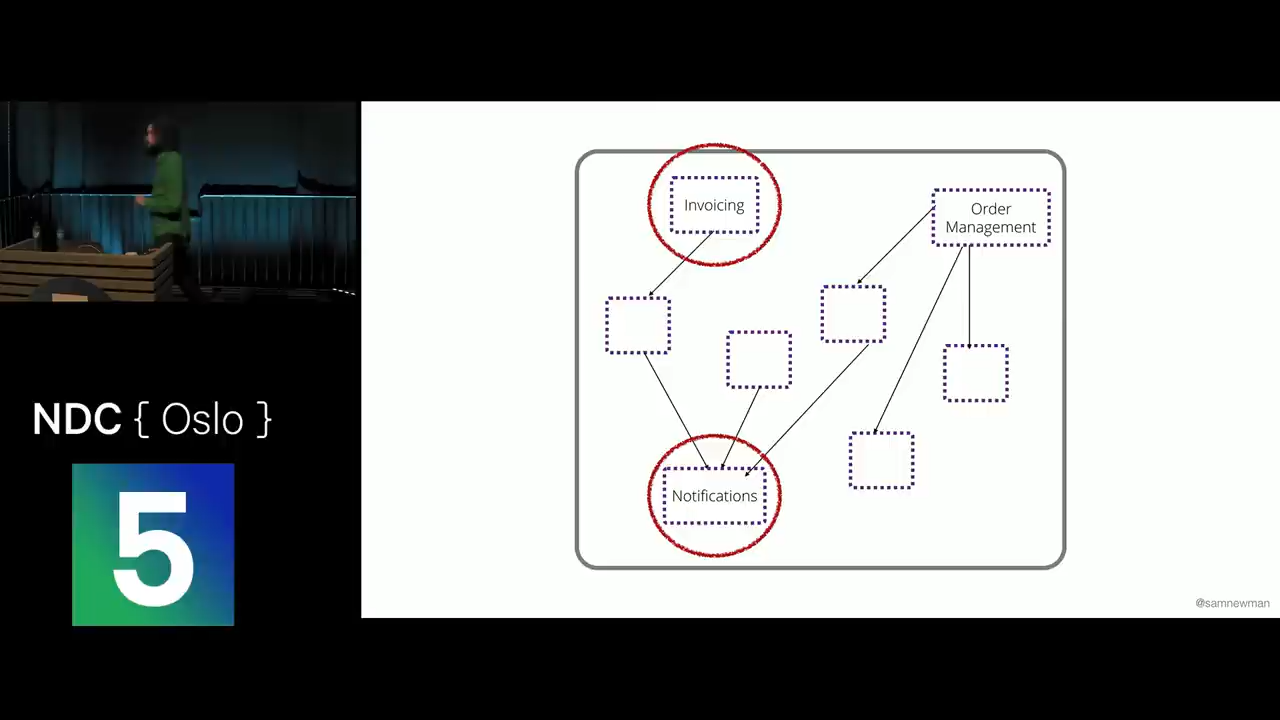 Invoicing
Order
Management
Notifications
NDC { Oslo }
5
@samnewman